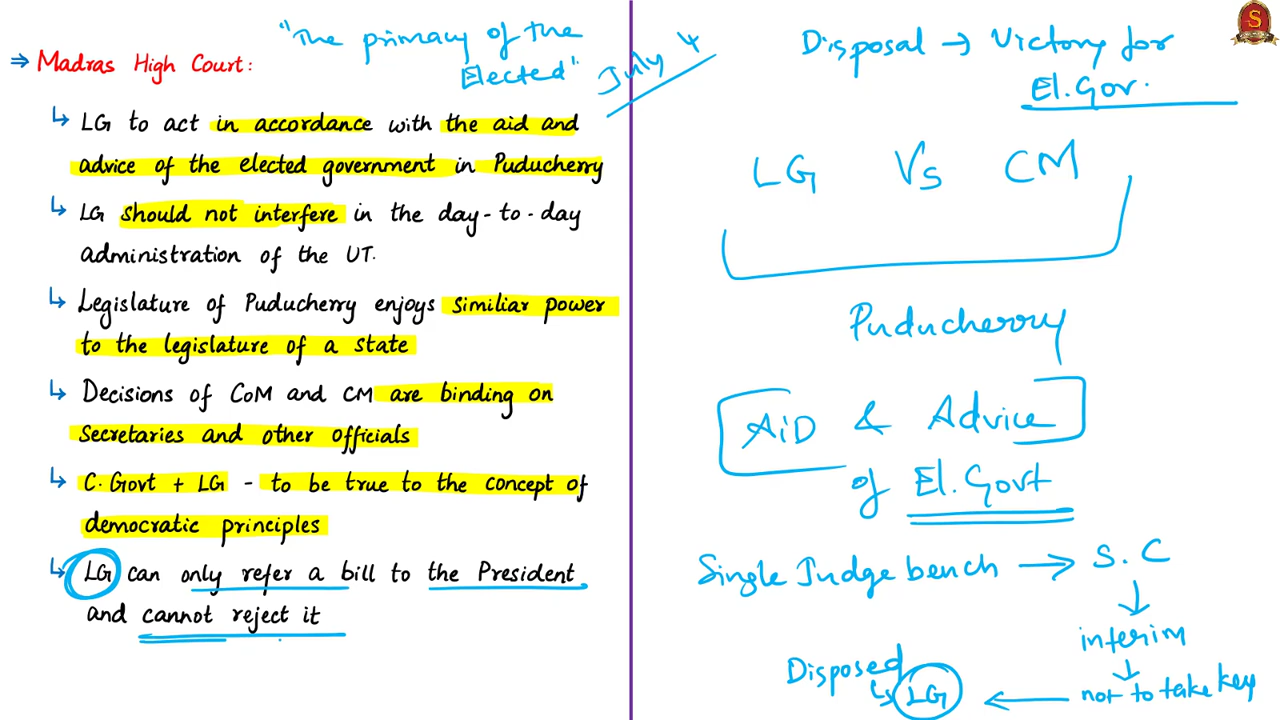 "The primacy of the
Elected"
⇒ Madras High Court:
↳ LG to act in accordance with the aid and
advice of the elected government in Puducherry
↳ LG should not interfere in the day-to-day
administration of the UT.
↳ Legislature of Puducherry enjoys similiar power
to the legislature of a state
↳ Decisions of CoM and CM are binding on
Secretaries and other officials
↳ C. Govt + LG - to be true to the concept of
democratic principles
↳ LG can only refer a bill to the President
and cannot reject it
July 4
Disposal → Victory for
El. Gov.
LG Vs CM
Puducherry
AiD & Advice
of El. Govt
Single Judge bench → S.C
↓
interim
↓
not to take key
←
Disposed
↳ LG
S